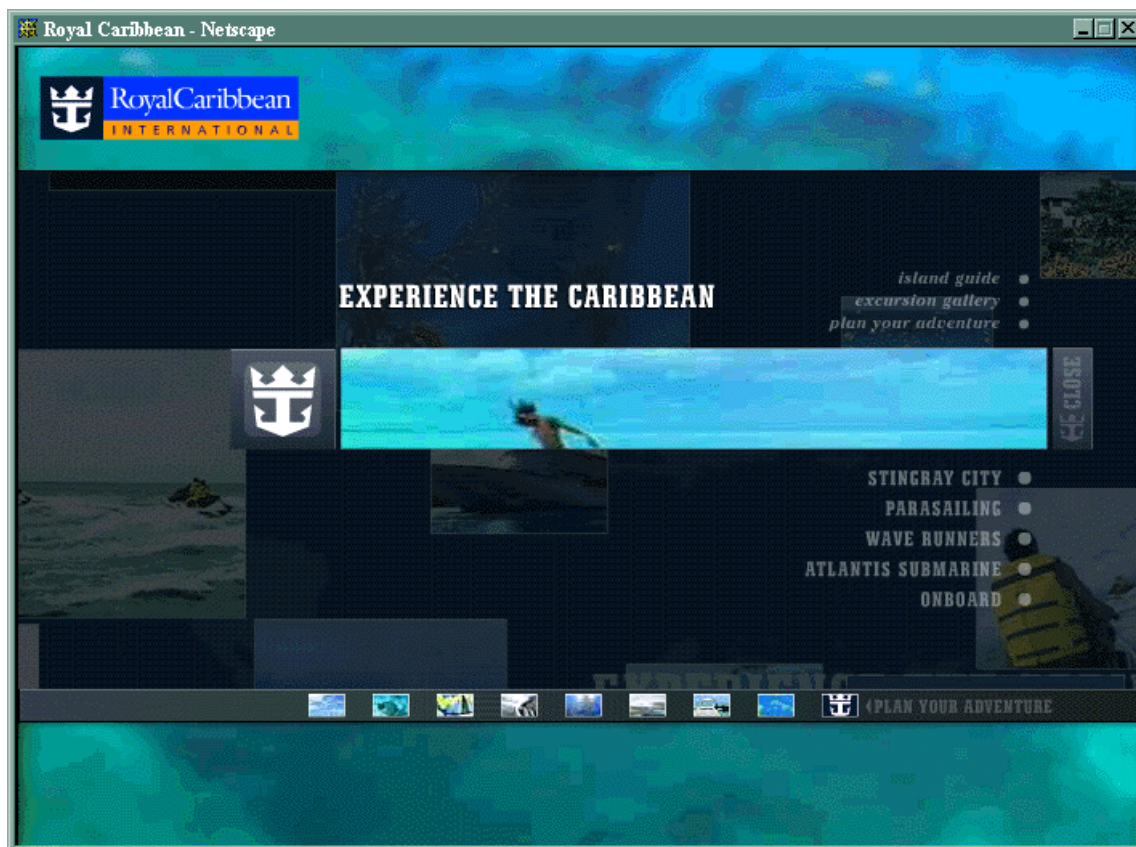 Royal Caribbean - Netscape
RoyalCaribbean
INTERNATIONAL
EXPERIENCE THE CARIBBEAN
island guide
excursion gallery
plan your adventure
CLOSE
STINGRAY CITY
PARASAILING
WAVE RUNNERS
ATLANTIS SUBMARINE
ONBOARD
EXPERIENC
PLAN YOUR ADVENTURE